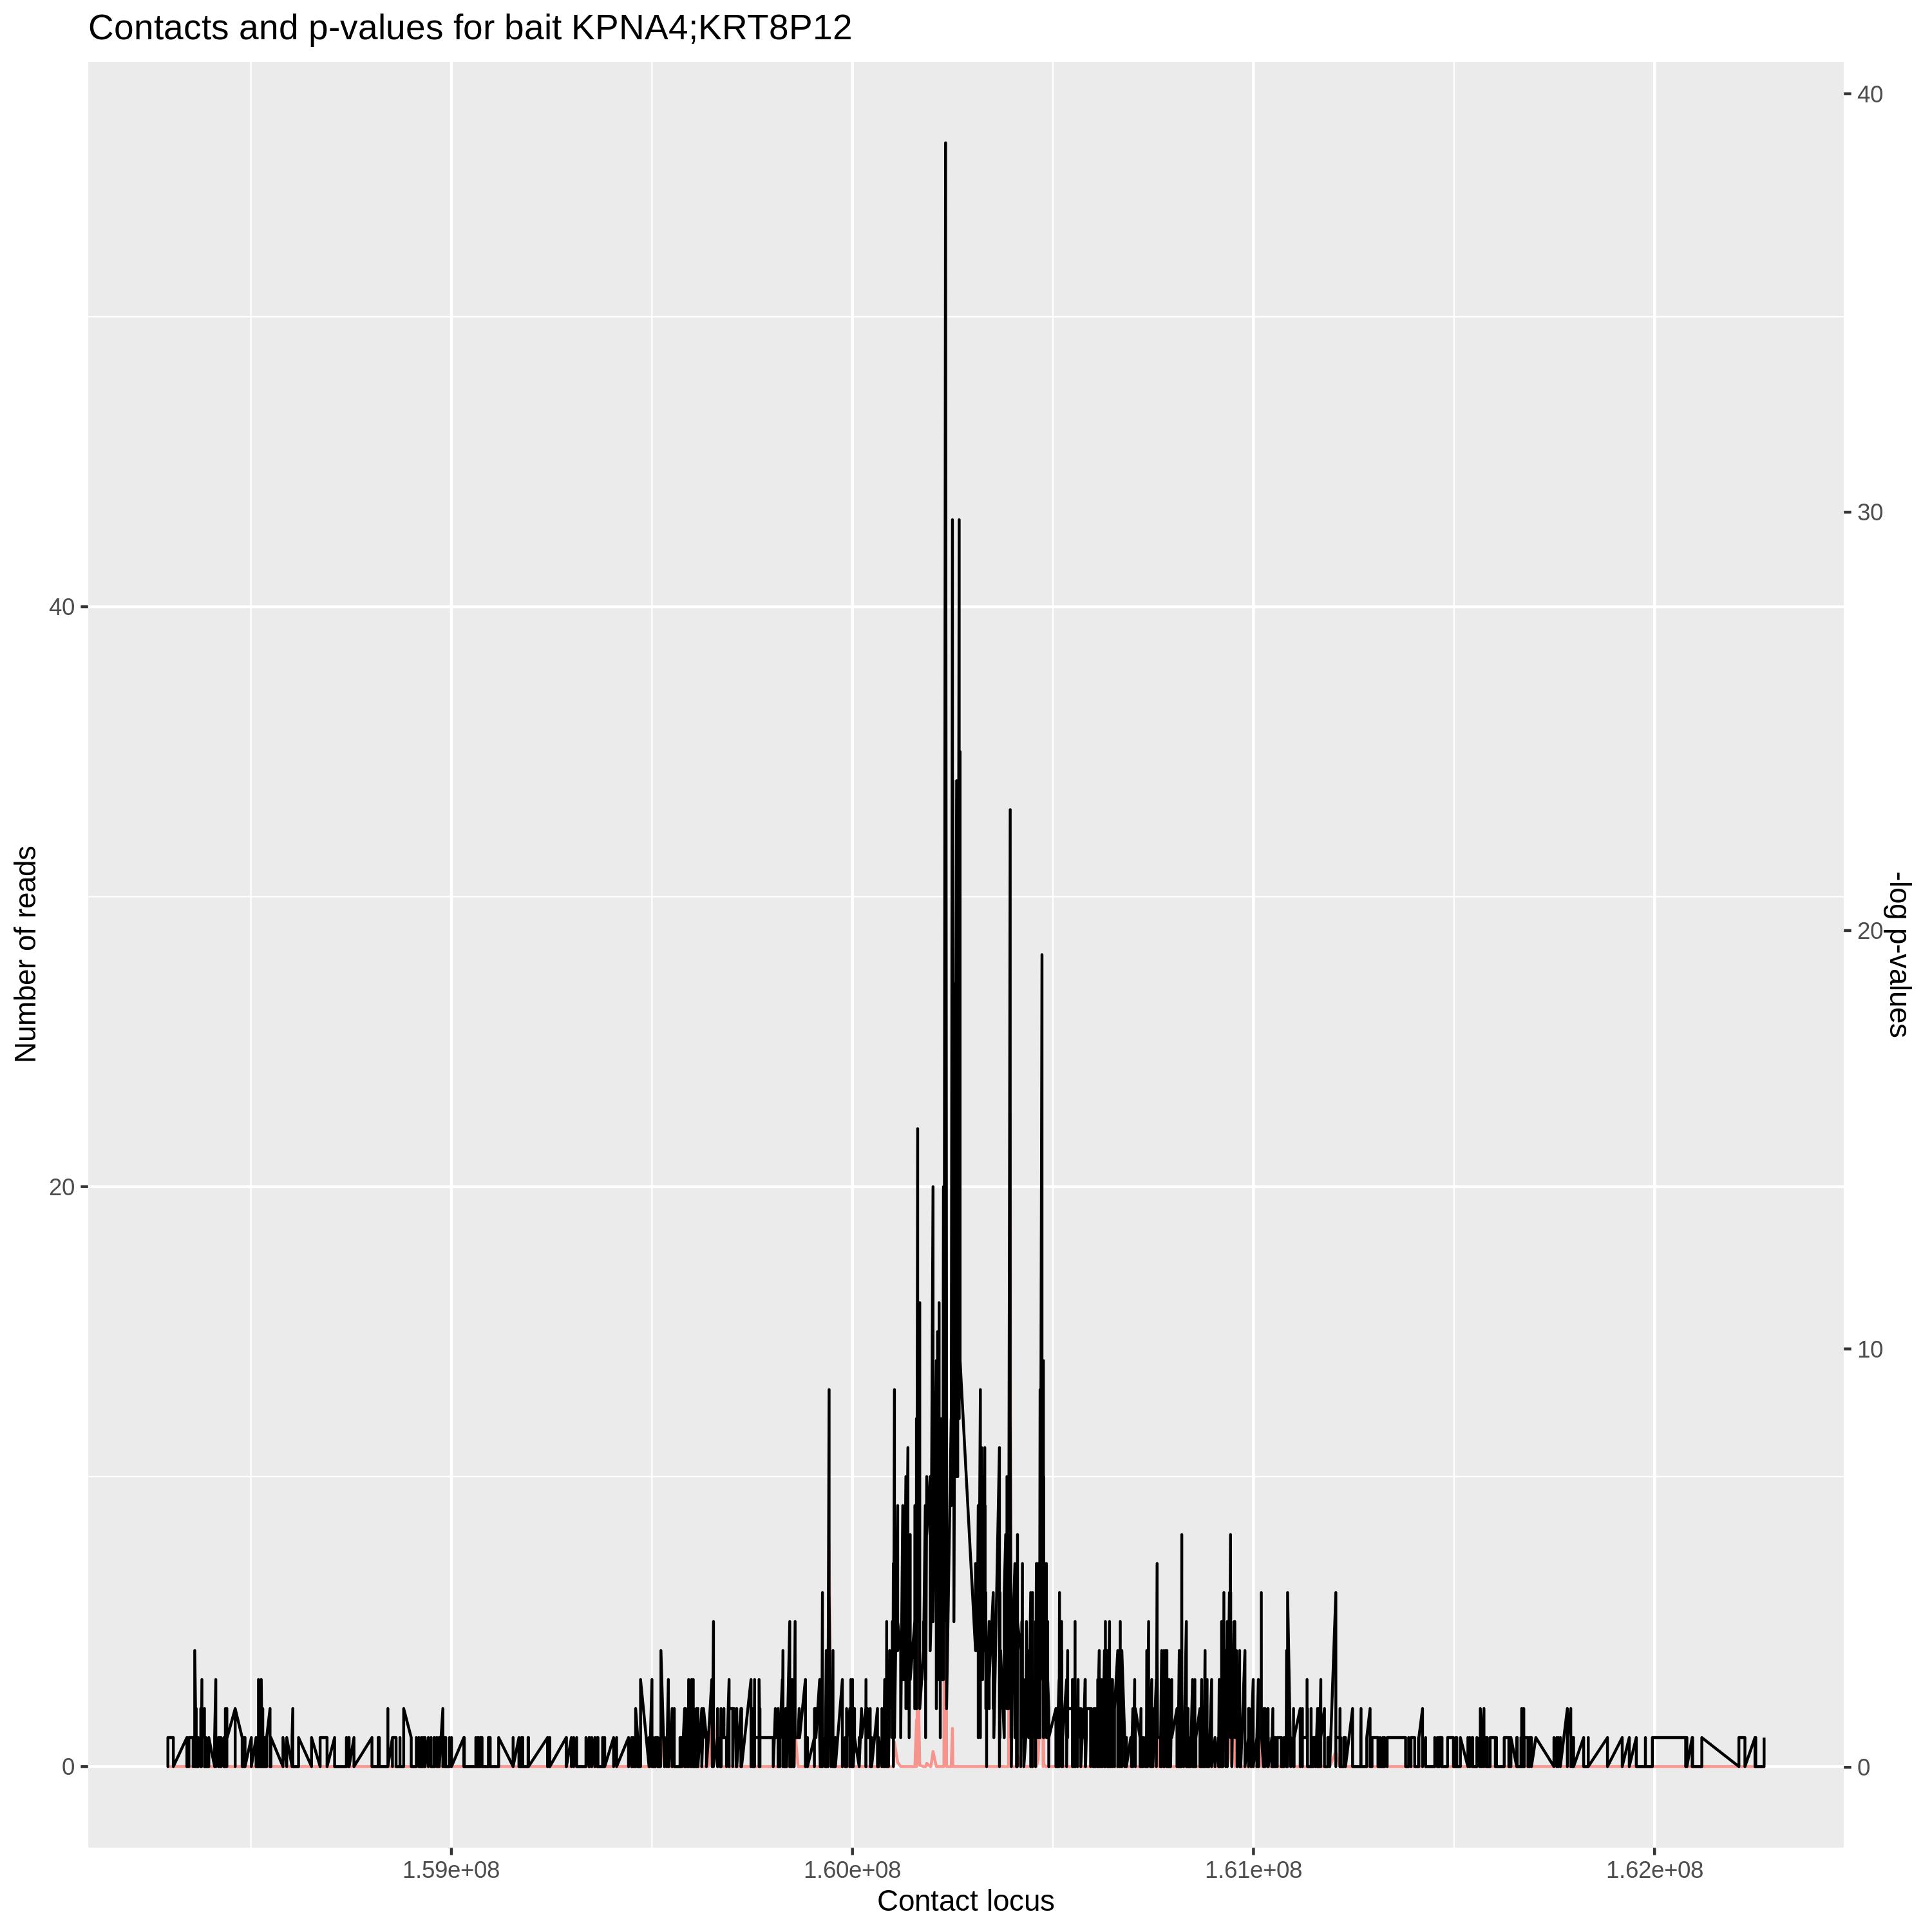 Contacts and p-values for bait KPNA4;KRT8P12
40
30
40
Number of reads
20
-log p-values
20
10
0
0
1.59e+08
1.60e+08
1.61e+08
1.62e+08
Contact locus